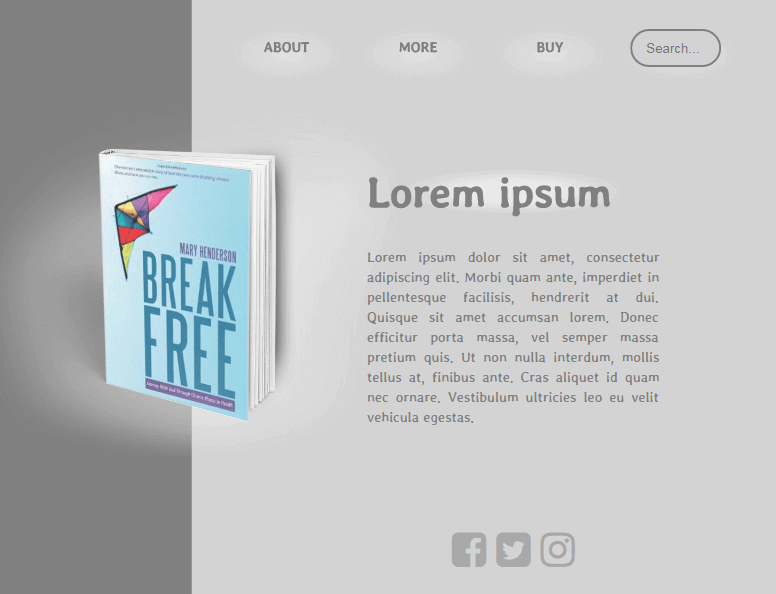 ABOUT MORE BUY Search...
Lorem ipsum
MARY HENDERSON
BREAK
FREE
Lorem ipsum dolor sit amet, consectetur
adipiscing elit. Morbi quam ante, imperdiet in
pellentesque facilisis, hendrerit at dui.
Quisque sit amet accumsan lorem. Donec
efficitur porta massa, vel semper massa
pretium quis. Ut non nulla interdum, mollis
tellus at, finibus ante. Cras aliquet id quam
nec ornare. Vestibulum ultricies leo eu velit
vehicula egestas.